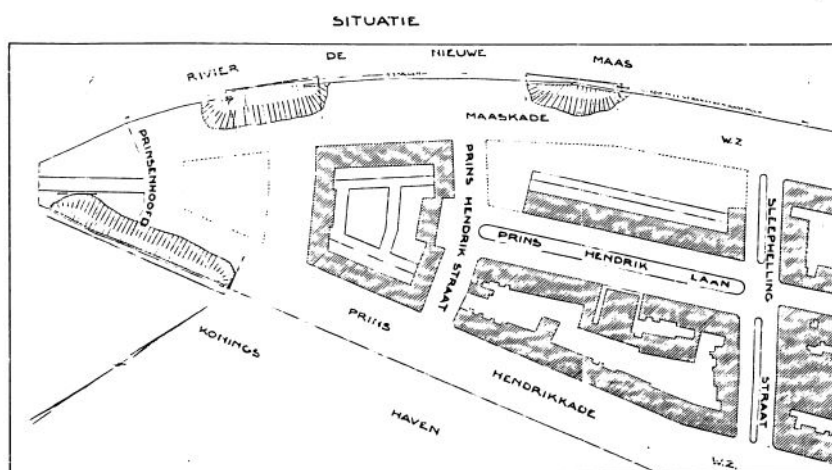 SITUATIE
RIVIER DE NIEUWE MAAS
MAASKADE
W.Z
PRINSENHOOFD
PRINS HENDRIK STRAAT
PRINS HENDRIK LAAN
SLEEPHELLING STRAAT
PRINS HENDRIKKADE
KONINGS HAVEN
W.Z.